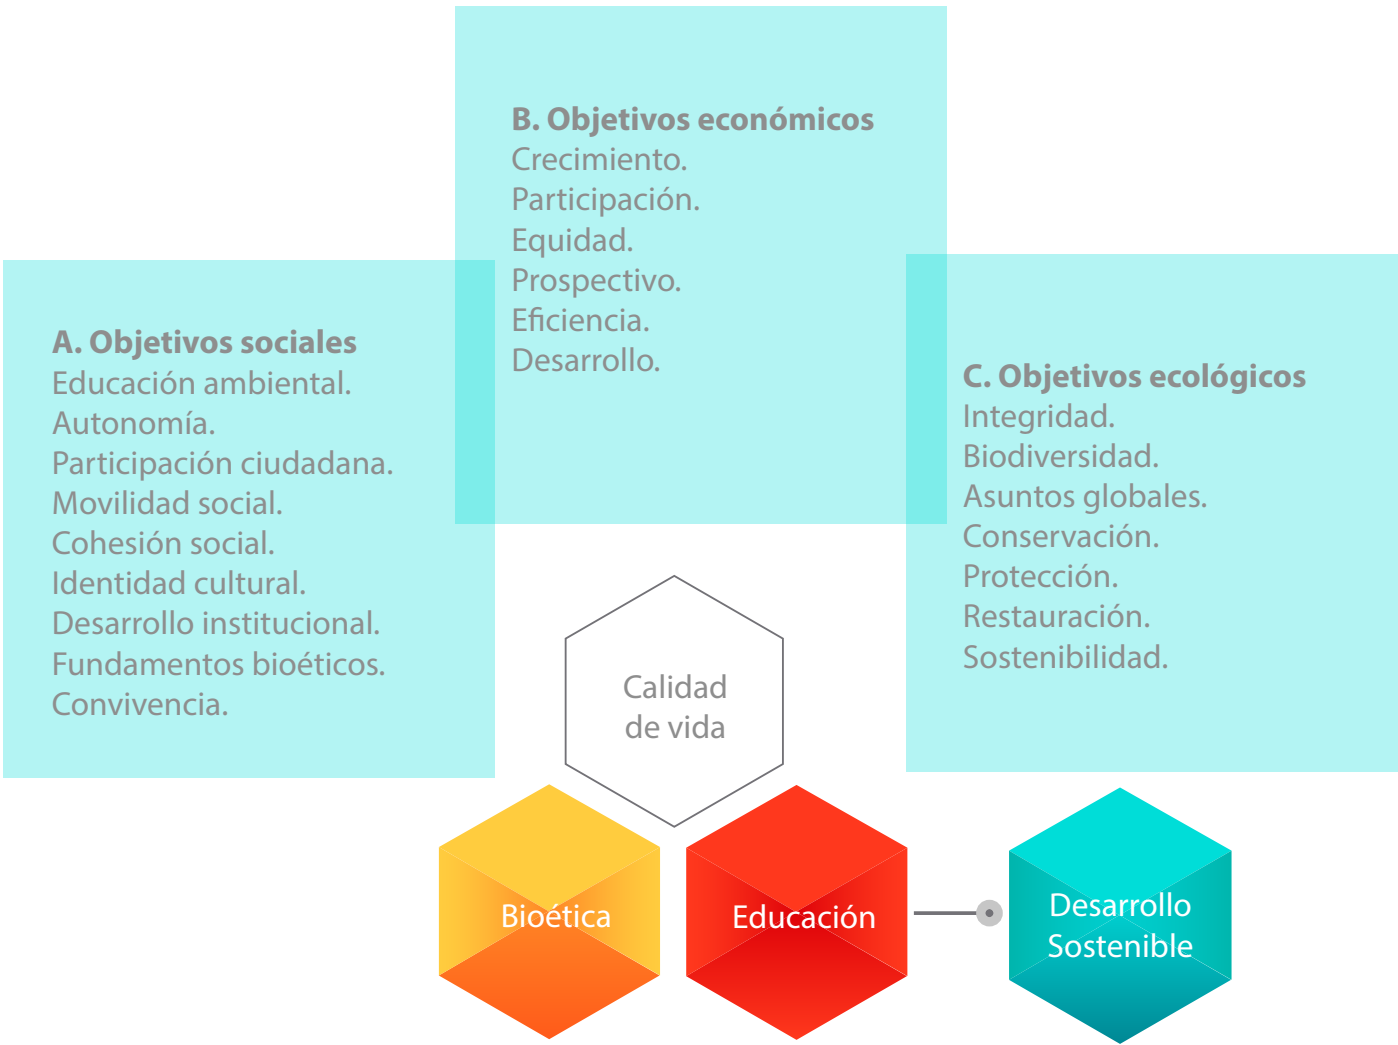 B. Objetivos económicos
Crecimiento.
Participación.
Equidad.
Prospectivo.
Eficiencia.
Desarrollo.
A. Objetivos sociales
Educación ambiental.
Autonomía.
Participación ciudadana.
Movilidad social.
Cohesión social.
Identidad cultural.
Desarrollo institucional.
Fundamentos bioéticos.
Convivencia.
C. Objetivos ecológicos
Integridad.
Biodiversidad.
Asuntos globales.
Conservación.
Protección.
Restauración.
Sostenibilidad.
Calidad
de vida
Bioética
Educación
Desarrollo
Sostenible